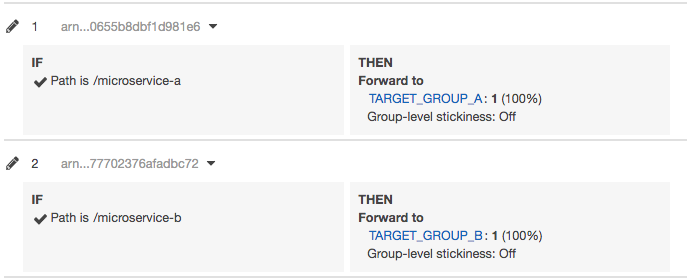 1 arn...0655b8dbf1d981e6
IF
Path is /microservice-a
THEN
Forward to
TARGET_GROUP_A: 1 (100%)
Group-level stickiness: Off
2 arn...77702376afadbc72
IF
Path is /microservice-b
THEN
Forward to
TARGET_GROUP_B: 1 (100%)
Group-level stickiness: Off